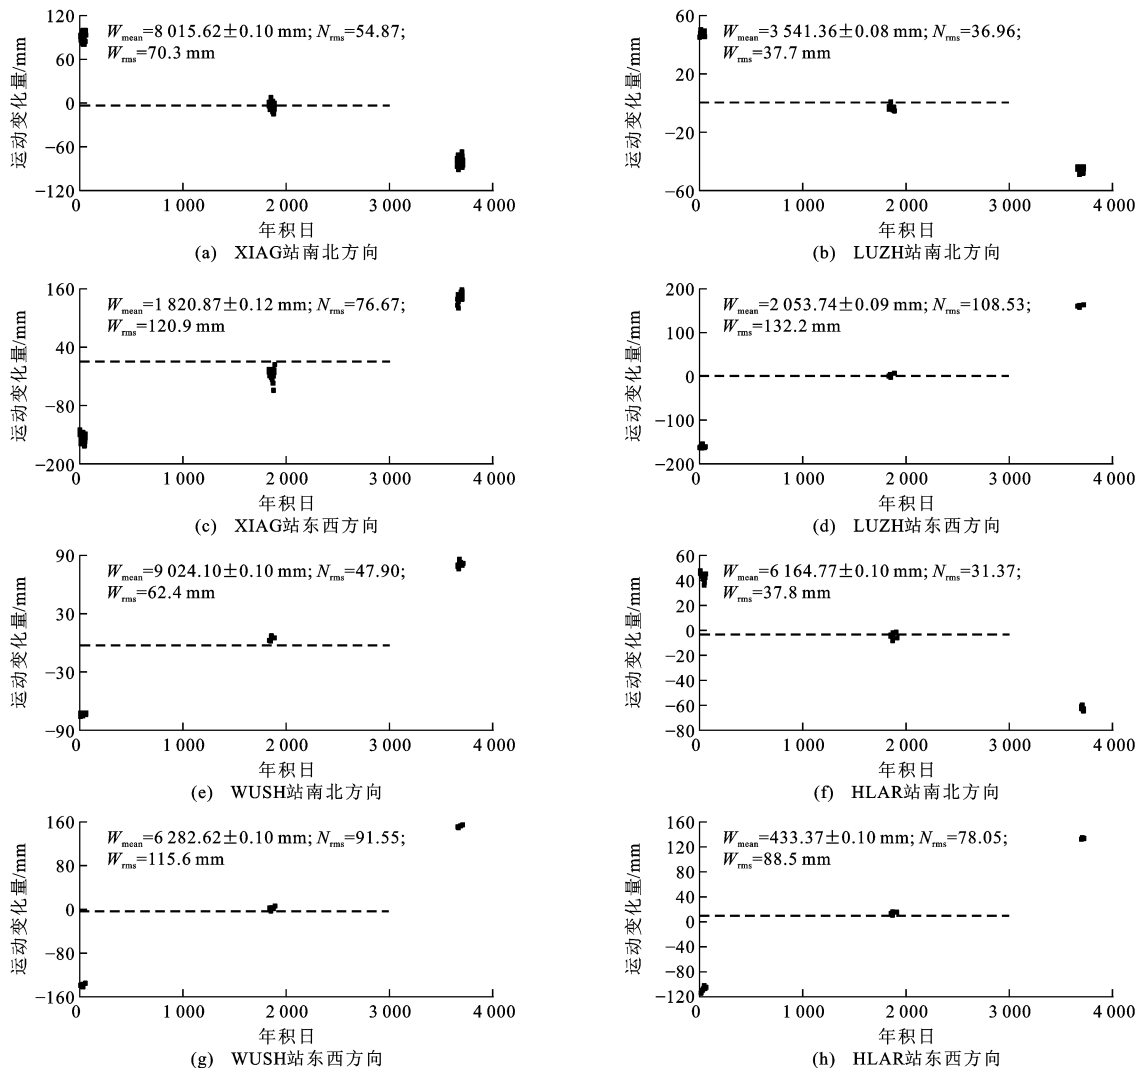 运动变化量/mm
120
60
0
−60
−120
W_mean=8 015.62±0.10 mm; N_rms=54.87;
W_rms=70.3 mm
0 1 000 2 000 3 000 4 000
年积日
(a) XIAG站南北方向
运动变化量/mm
60
20
−20
−60
W_mean=3 541.36±0.08 mm; N_rms=36.96;
W_rms=37.7 mm
0 1 000 2 000 3 000 4 000
年积日
(b) LUZH站南北方向
运动变化量/mm
160
40
−80
−200
W_mean=1 820.87±0.12 mm; N_rms=76.67;
W_rms=120.9 mm
0 1 000 2 000 3 000 4 000
年积日
(c) XIAG站东西方向
运动变化量/mm
200
100
0
−100
−200
W_mean=2 053.74±0.09 mm; N_rms=108.53;
W_rms=132.2 mm
0 1 000 2 000 3 000 4 000
年积日
(d) LUZH站东西方向
运动变化量/mm
90
30
−30
−90
W_mean=9 024.10±0.10 mm; N_rms=47.90;
W_rms=62.4 mm
0 1 000 2 000 3 000 4 000
年积日
(e) WUSH站南北方向
运动变化量/mm
60
40
20
0
−20
−40
−60
−80
W_mean=6 164.77±0.10 mm; N_rms=31.37;
W_rms=37.8 mm
0 1 000 2 000 3 000 4 000
年积日
(f) HLAR站南北方向
运动变化量/mm
160
80
0
−80
−160
W_mean=6 282.62±0.10 mm; N_rms=91.55;
W_rms=115.6 mm
0 1 000 2 000 3 000 4 000
年积日
(g) WUSH站东西方向
运动变化量/mm
160
120
80
40
0
−40
−80
−120
W_mean=433.37±0.10 mm; N_rms=78.05;
W_rms=88.5 mm
0 1 000 2 000 3 000 4 000
年积日
(h) HLAR站东西方向